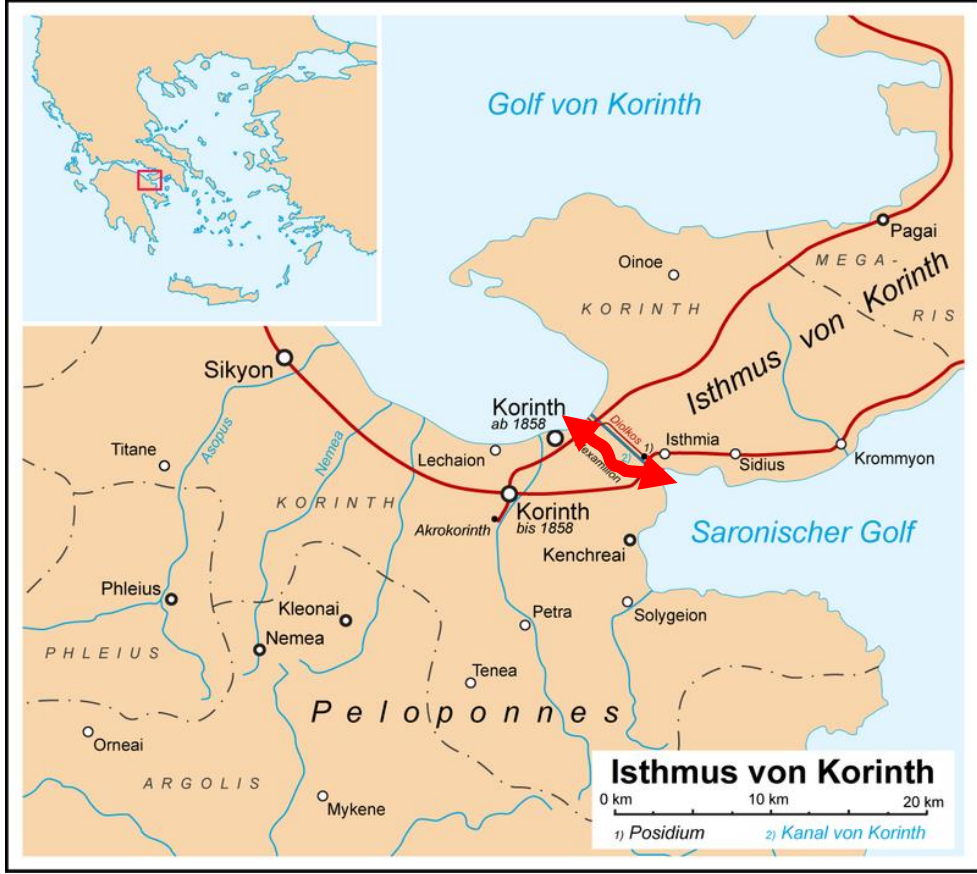 Golf von Korinth
Pagai
Oinoe
MEGA-
RIS
KORINTH
Isthmus von Korinth
Sikyon
Korinth
ab 1858
Diolkos
1)
Isthmia
2)
Titane
Asopus
Nemea
Lechaion
Sidius
Krommyon
KORINTH
Korinth
bis 1858
Akrokorinth
Saronischer Golf
Kenchreai
Phleius
Kleonai
Petra
Solygeion
Nemea
PHLEIUS
Tenea
Peloponnes
Orneai
ARGOLIS
Mykene
Isthmus von Korinth
0 km 10 km 20 km
1) Posidium 2) Kanal von Korinth